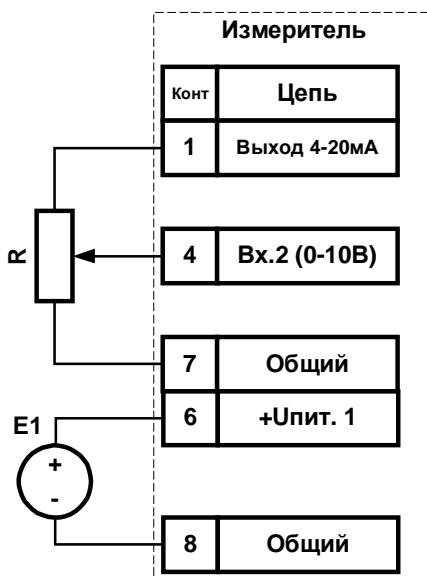 Измеритель
Конт Цепь
1 Выход 4-20мА
R
4 Вх.2 (0-10В)
7 Общий
E1
6 +Uпит. 1
+
-
8 Общий